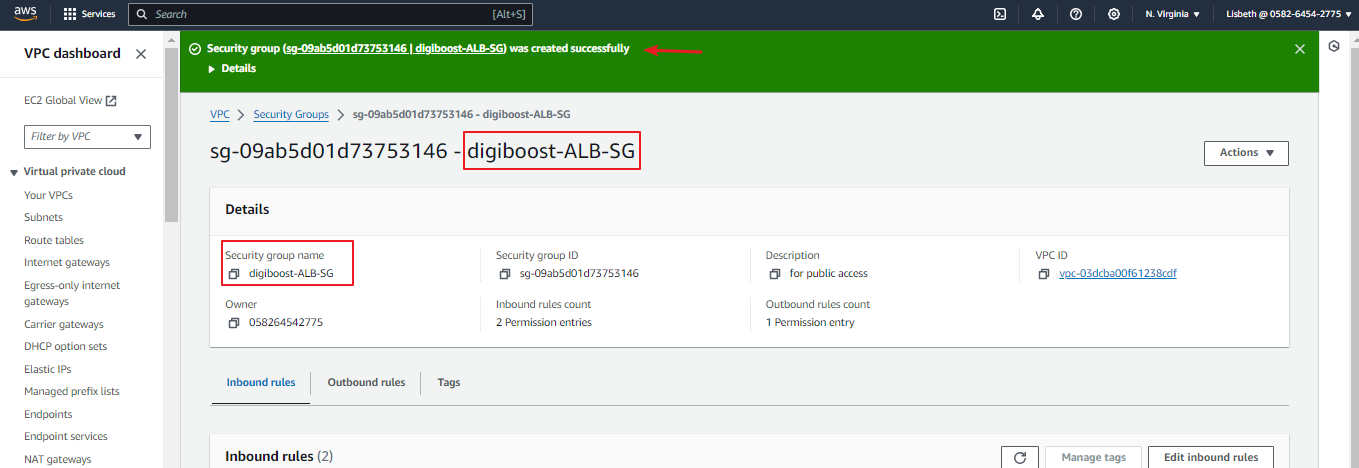 aws Services Search [Alt+S] N. Virginia Lisbeth @ 0582-6454-2775
VPC dashboard
EC2 Global View
Filter by VPC
Virtual private cloud
Your VPCs
Subnets
Route tables
Internet gateways
Egress-only internet
gateways
Carrier gateways
DHCP option sets
Elastic IPs
Managed prefix lists
Endpoints
Endpoint services
NAT gateways
Security group (sg-09ab5d01d73753146 | digiboost-ALB-SG) was created successfully
Details
VPC Security Groups sg-09ab5d01d73753146 - digiboost-ALB-SG
sg-09ab5d01d73753146 - digiboost-ALB-SG
Actions
Details
Security group name
digiboost-ALB-SG
Security group ID
sg-09ab5d01d73753146
Description
for public access
VPC ID
vpc-03dcba00f61238cdf
Owner
058264542775
Inbound rules count
2 Permission entries
Outbound rules count
1 Permission entry
Inbound rules Outbound rules Tags
Inbound rules (2) Manage tags Edit inbound rules